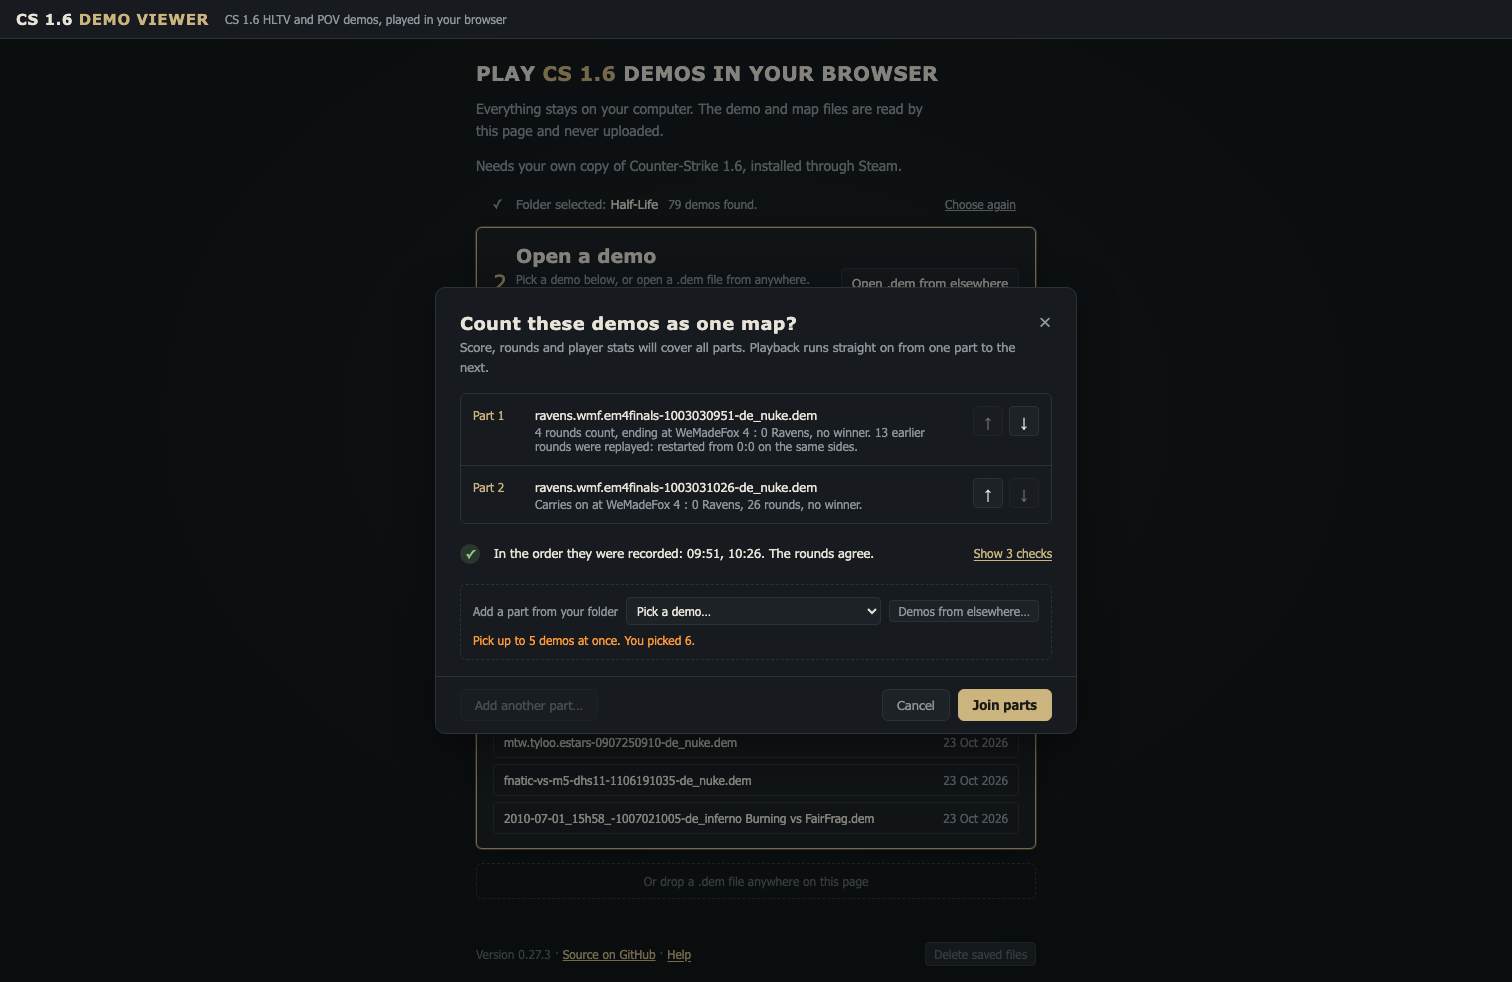 CS 1.6 DEMO VIEWER CS 1.6 HLTV and POV demos, played in your browser
PLAY CS 1.6 DEMOS IN YOUR BROWSER
Everything stays on your computer. The demo and map files are read by
this page and never uploaded.
Needs your own copy of Counter-Strike 1.6, installed through Steam.
✓ Folder selected: Half-Life 79 demos found. Choose again
Open a demo
2 Pick a demo below, or open a .dem file from anywhere.
Open .dem from elsewhere
Count these demos as one map? ×
Score, rounds and player stats will cover all parts. Playback runs straight on from one part to the
next.
Part 1 ravens.wmf.em4finals-1003030951-de_nuke.dem ↑ ↓
4 rounds count, ending at WeMadeFox 4 : 0 Ravens, no winner. 13 earlier
rounds were replayed: restarted from 0:0 on the same sides.
Part 2 ravens.wmf.em4finals-1003031026-de_nuke.dem ↑ ↓
Carries on at WeMadeFox 4 : 0 Ravens, 26 rounds, no winner.
✓ In the order they were recorded: 09:51, 10:26. The rounds agree. Show 3 checks
Add a part from your folder Pick a demo... Demos from elsewhere...
Pick up to 5 demos at once. You picked 6.
Add another part... Cancel Join parts
mtw.tyloo.estars-0907250910-de_nuke.dem 23 Oct 2026
fnatic-vs-m5-dhs11-1106191035-de_nuke.dem 23 Oct 2026
2010-07-01_15h58_-1007021005-de_inferno Burning vs FairFrag.dem 23 Oct 2026
Or drop a .dem file anywhere on this page
Version 0.27.3 · Source on GitHub · Help Delete saved files